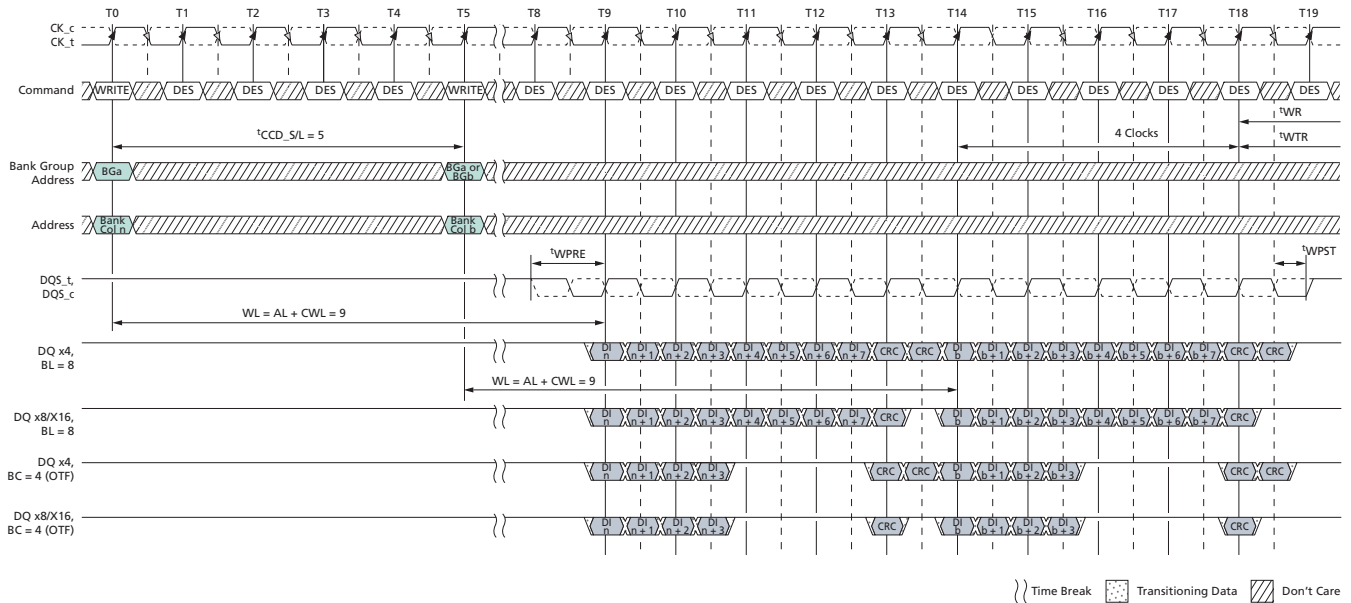 T0 T1 T2 T3 T4 T5 T8 T9 T10 T11 T12 T13 T14 T15 T16 T17 T18 T19
CK_c
CK_t
Command WRITE DES DES DES DES WRITE DES DES DES DES DES DES DES DES DES DES DES DES
tWR
tCCD_S/L = 5 4 Clocks tWTR
Bank Group
Address
BGa
BGa or
BGb
Address
Bank
Col n
Bank
Col b
tWPRE tWPST
DQS_t,
DQS_c
WL = AL + CWL = 9
DQ x4,
BL = 8
DI
n
DI
n + 1
DI
n + 2
DI
n + 3
DI
n + 4
DI
n + 5
DI
n + 6
DI
n + 7
CRC CRC
DI
b
DI
b + 1
DI
b + 2
DI
b + 3
DI
b + 4
DI
b + 5
DI
b + 6
DI
b + 7
CRC CRC
WL = AL + CWL = 9
DQ x8/X16,
BL = 8
DI
n
DI
n + 1
DI
n + 2
DI
n + 3
DI
n + 4
DI
n + 5
DI
n + 6
DI
n + 7
CRC
DI
b
DI
b + 1
DI
b + 2
DI
b + 3
DI
b + 4
DI
b + 5
DI
b + 6
DI
b + 7
CRC
DQ x4,
BC = 4 (OTF)
DI
n
DI
n + 1
DI
n + 2
DI
n + 3
CRC CRC
DI
b
DI
b + 1
DI
b + 2
DI
b + 3
CRC CRC
DQ x8/X16,
BC = 4 (OTF)
DI
n
DI
n + 1
DI
n + 2
DI
n + 3
CRC
DI
b
DI
b + 1
DI
b + 2
DI
b + 3
CRC
Time Break Transitioning Data Don't Care